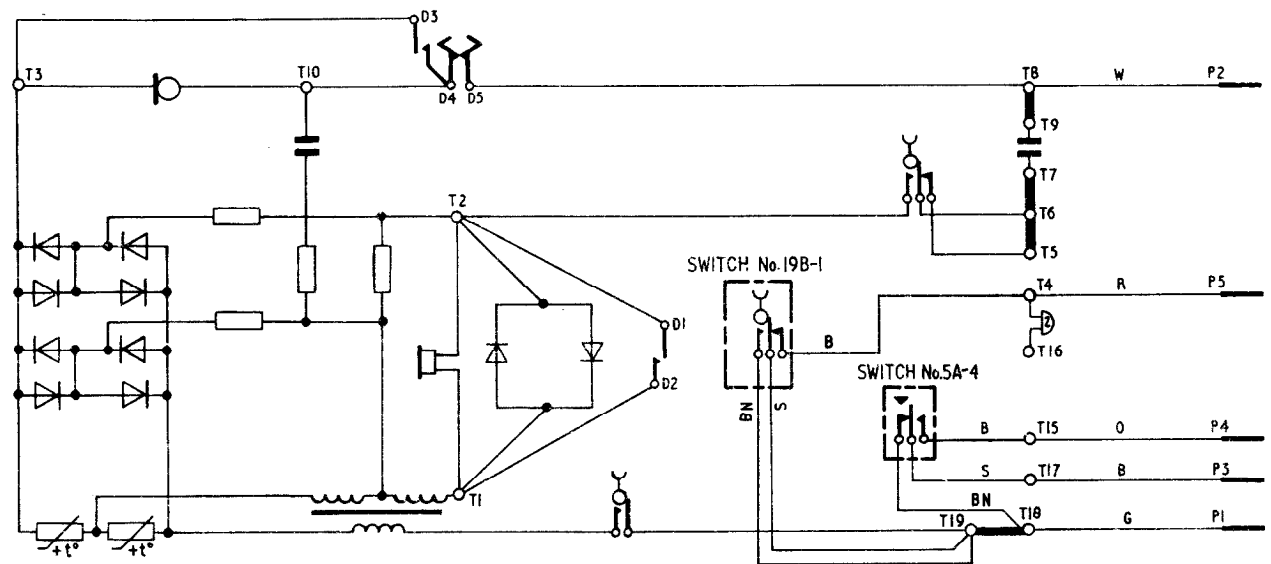 D3
T3
T10
D4
D5
T8
W
P2
T9
T7
T2
T6
T5
SWITCH No.19B-1
T4
R
P5
D1
B
2
T16
D2
SWITCH No.5A-4
BN
S
B
T15
O
P4
S
T17
B
P3
T1
BN
T19
T18
G
P1
+t°
+t°